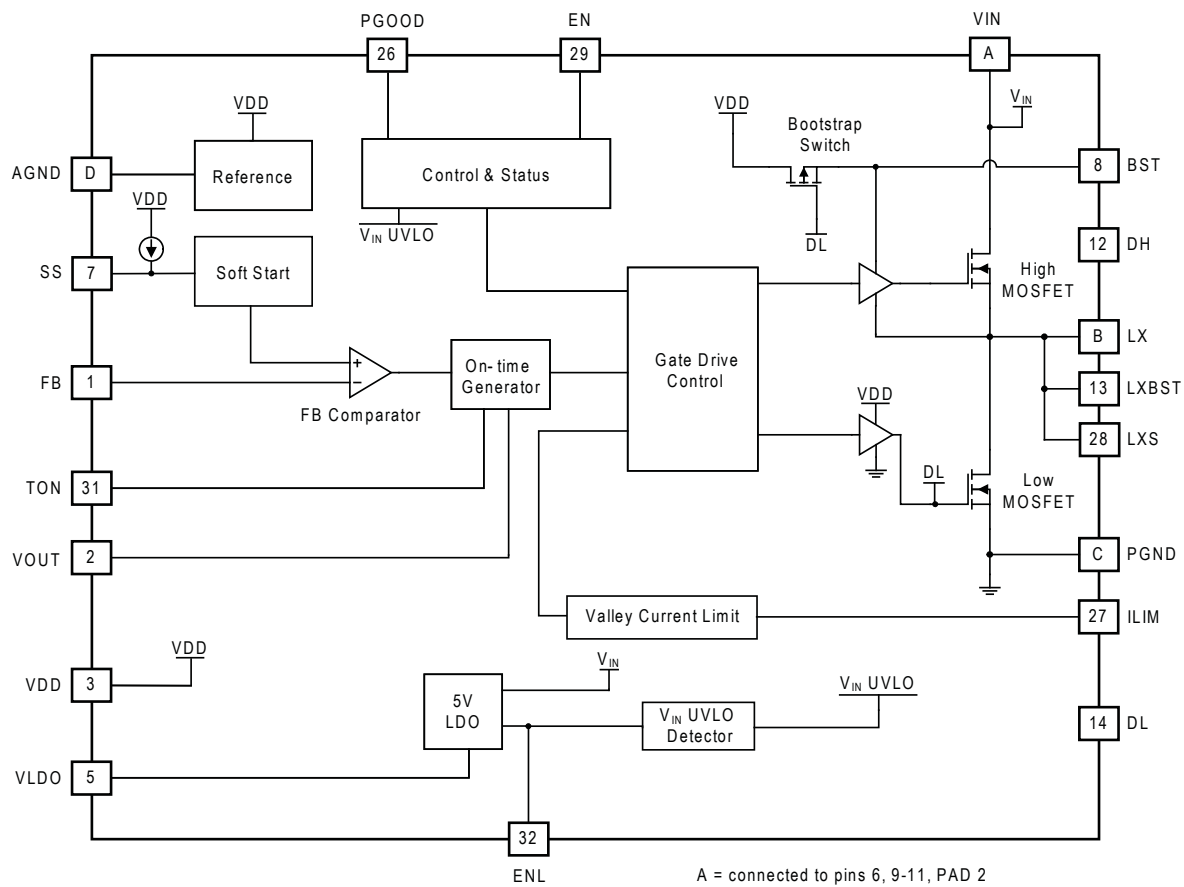 PGOOD
EN
VIN
26
29
A
VDD
VDD
VIN
Bootstrap
Switch
AGND
D
Reference
Control & Status
8
BST
VDD
VIN UVLO
DL
12
DH
SS
7
Soft Start
High
MOSFET
Gate Drive
Control
B
LX
FB
1
+
−
FB Comparator
On-time
Generator
13
LXBST
VDD
28
LXS
TON
31
DL
Low
MOSFET
VOUT
2
C
PGND
Valley Current Limit
27
ILIM
VDD
3
VDD
VIN
5V
LDO
VIN UVLO
Detector
VIN UVLO
14
DL
VLDO
5
32
ENL
A = connected to pins 6, 9-11, PAD 2